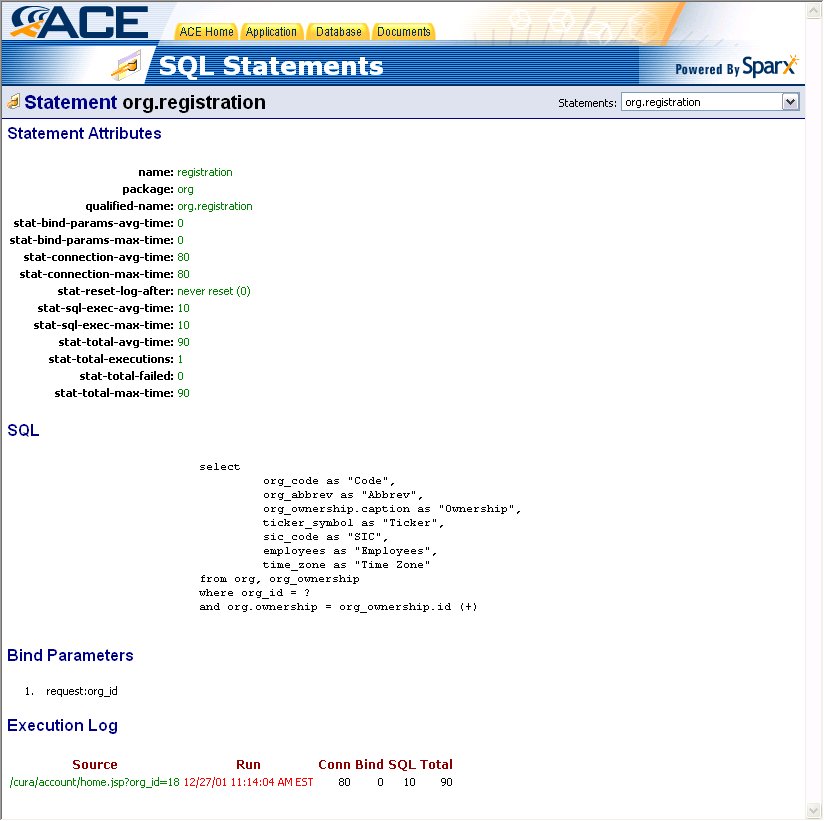 ACE
ACE Home Application Database Documents
SQL Statements
Powered By Sparx
Statement org.registration
Statements: org.registration
Statement Attributes
name: registration
package: org
qualified-name: org.registration
stat-bind-params-avg-time: 0
stat-bind-params-max-time: 0
stat-connection-avg-time: 80
stat-connection-max-time: 80
stat-reset-log-after: never reset (0)
stat-sql-exec-avg-time: 10
stat-sql-exec-max-time: 10
stat-total-avg-time: 90
stat-total-executions: 1
stat-total-failed: 0
stat-total-max-time: 90
SQL
select
org_code as "Code",
org_abbrev as "Abbrev",
org_ownership.caption as "Ownership",
ticker_symbol as "Ticker",
sic_code as "SIC",
employees as "Employees",
time_zone as "Time Zone"
from org, org_ownership
where org_id = ?
and org.ownership = org_ownership.id (+)
Bind Parameters
1. request:org_id
Execution Log
Source Run Conn Bind SQL Total
/cura/account/home.jsp?org_id=18 12/27/01 11:14:04 AM EST 80 0 10 90